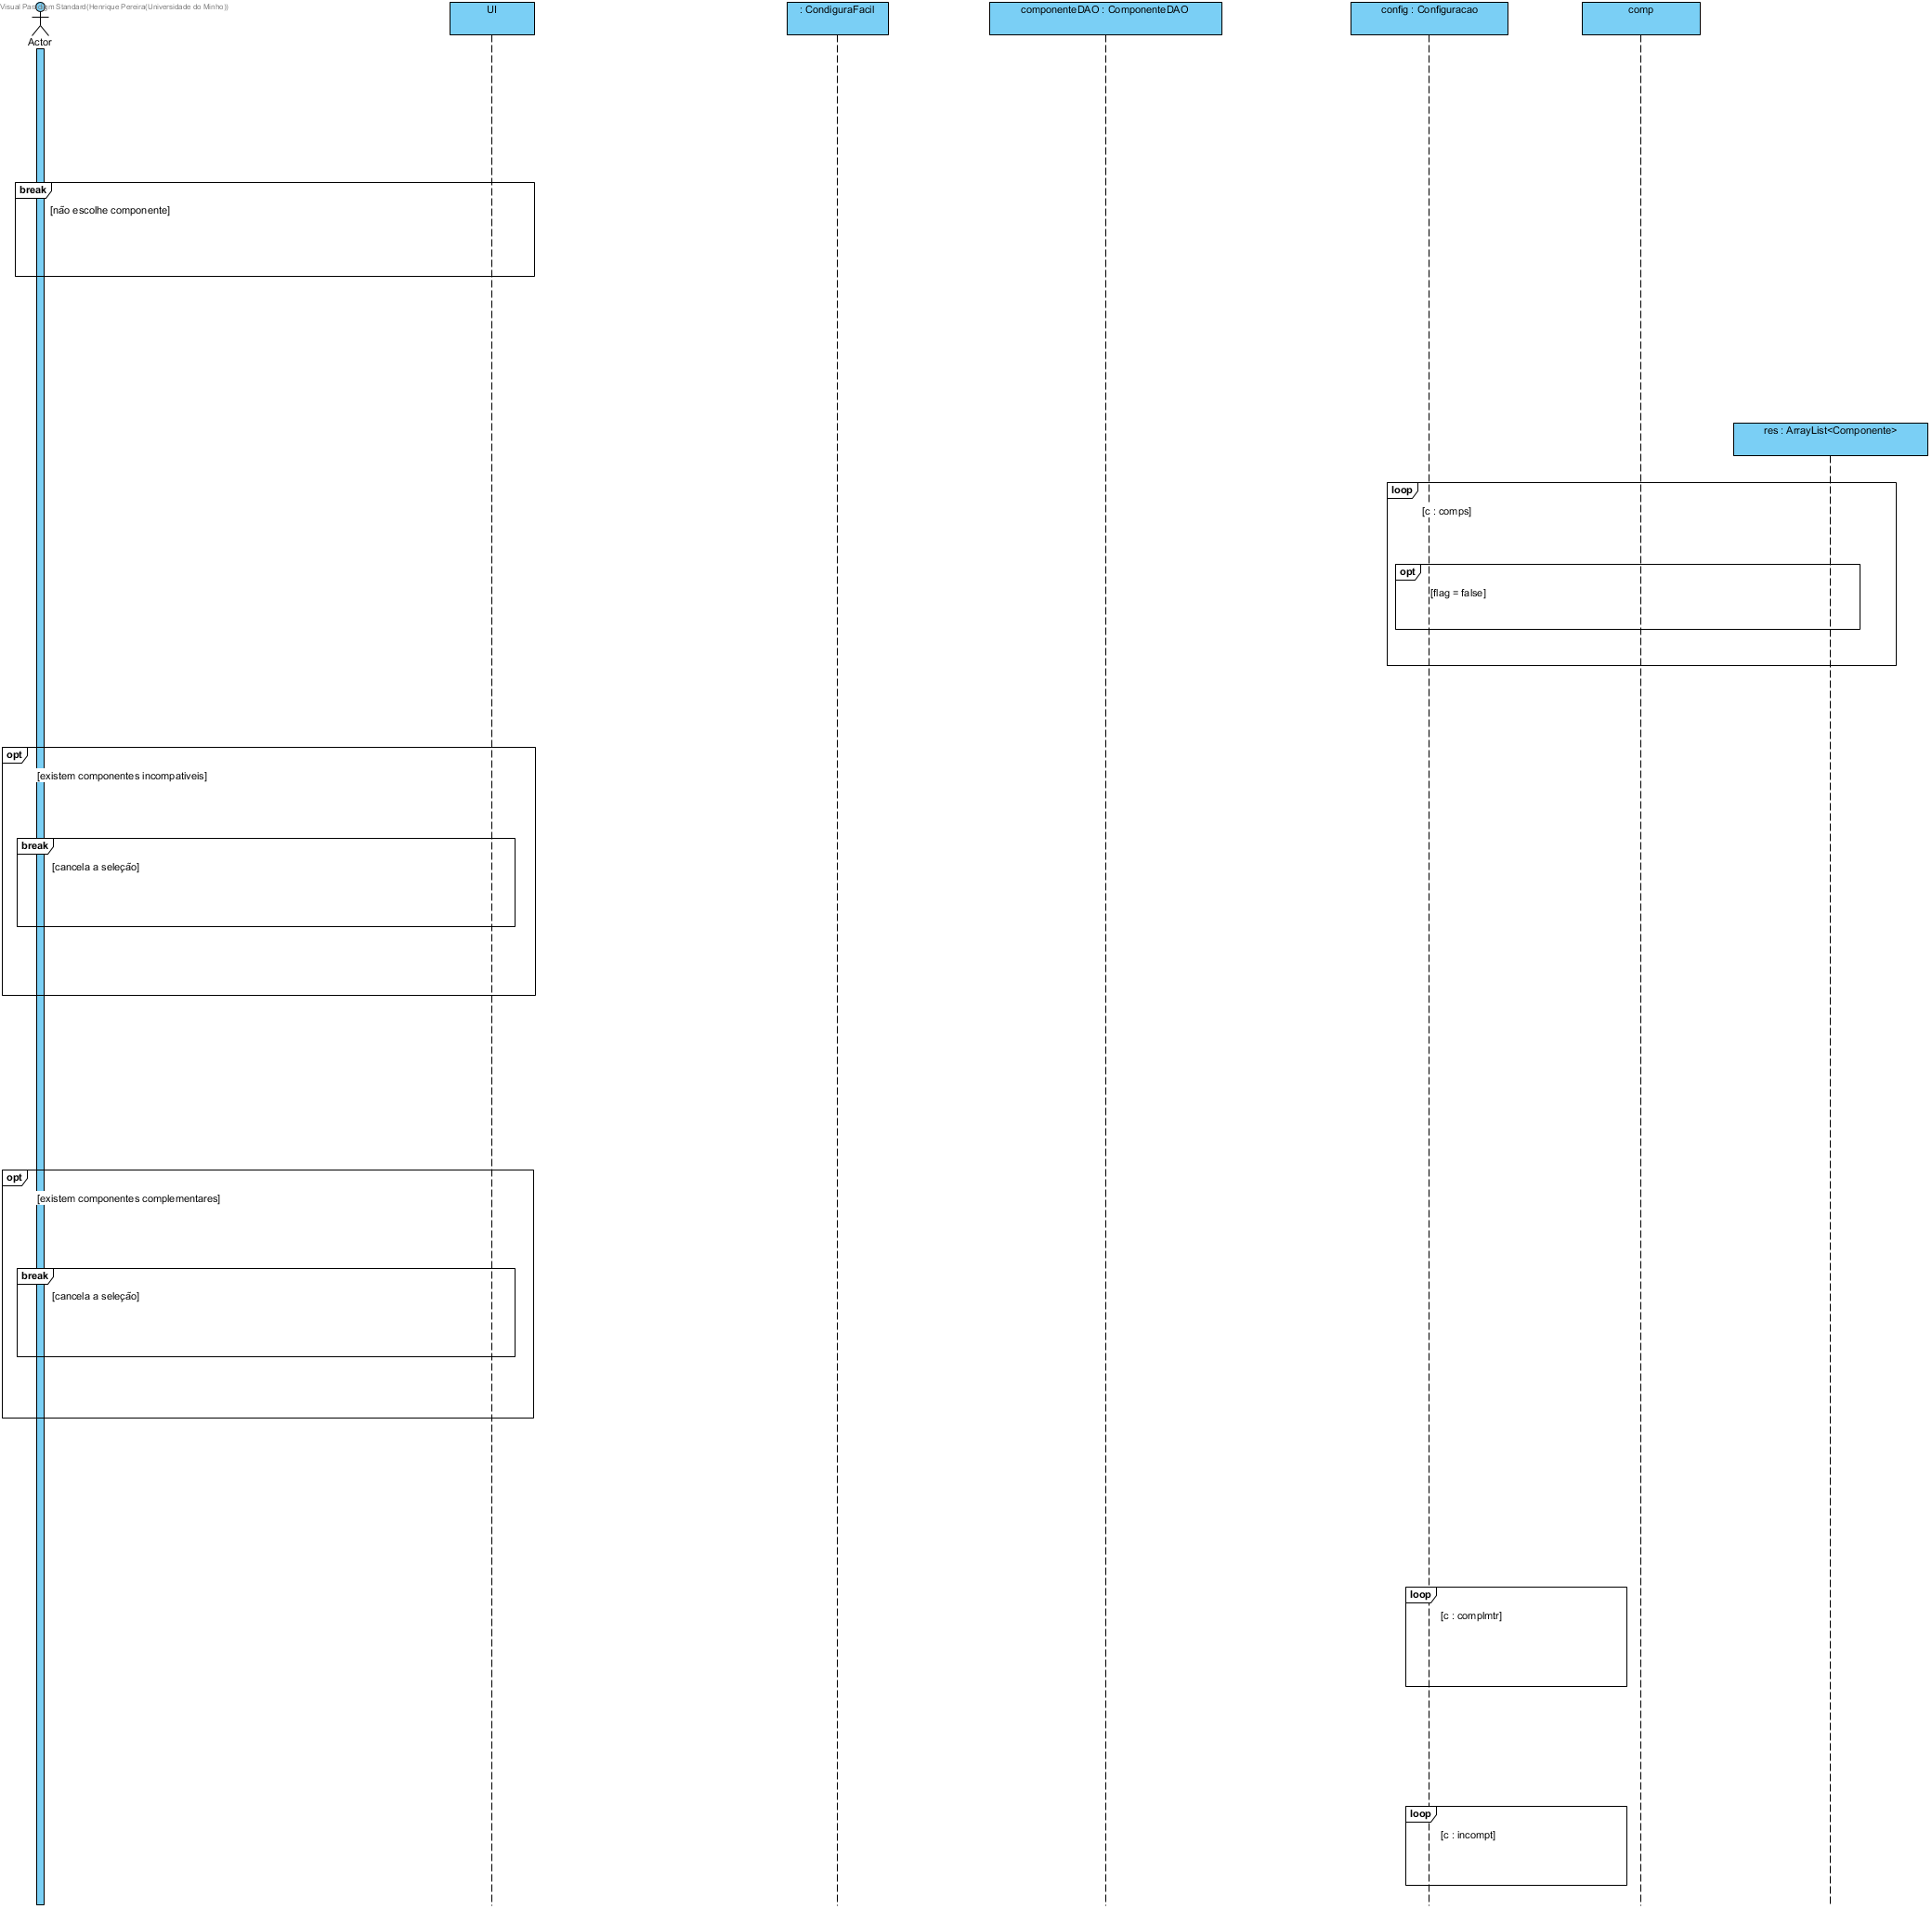 Visual Paradigm Standard(Henrique Pereira(Universidade do Minho))
Actor
UI
: CondiguraFacil
componenteDAO : ComponenteDAO
config : Configuracao
comp
break
[não escolhe componente]
res : ArrayList<Componente>
loop
[c : comps]
opt
[flag = false]
opt
[existem componentes incompativeis]
break
[cancela a seleção]
opt
[existem componentes complementares]
break
[cancela a seleção]
loop
[c : complmtr]
loop
[c : incompt]